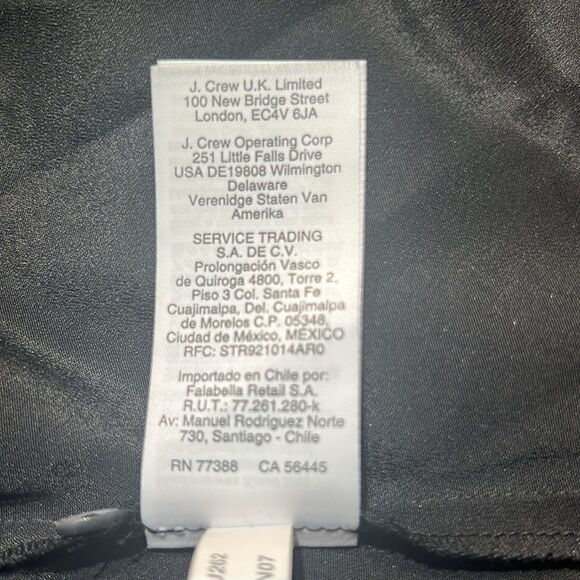 J. Crew U.K. Limited
100 New Bridge Street
London, EC4V 6JA
J. Crew Operating Corp
251 Little Falls Drive
USA DE19808 Wilmington
Delaware
Verenidge Staten Van
Amerika
SERVICE TRADING
S.A. DE C.V.
Prolongación Vasco
de Quiroga 4800, Torre 2.
Piso 3 Col. Santa Fe
Cuajimalpa, Del. Cuajimalpa
de Morelos C.P. 05348,
Ciudad de México, MÉXICO
RFC: STR921014AR0
Importado en Chile por:
Falabella Retail S.A.
R.U.T.: 77.261.280-k
Av: Manuel Rodriguez Norte
730, Santiago - Chile
RN 77388 CA 56445
J262
N07